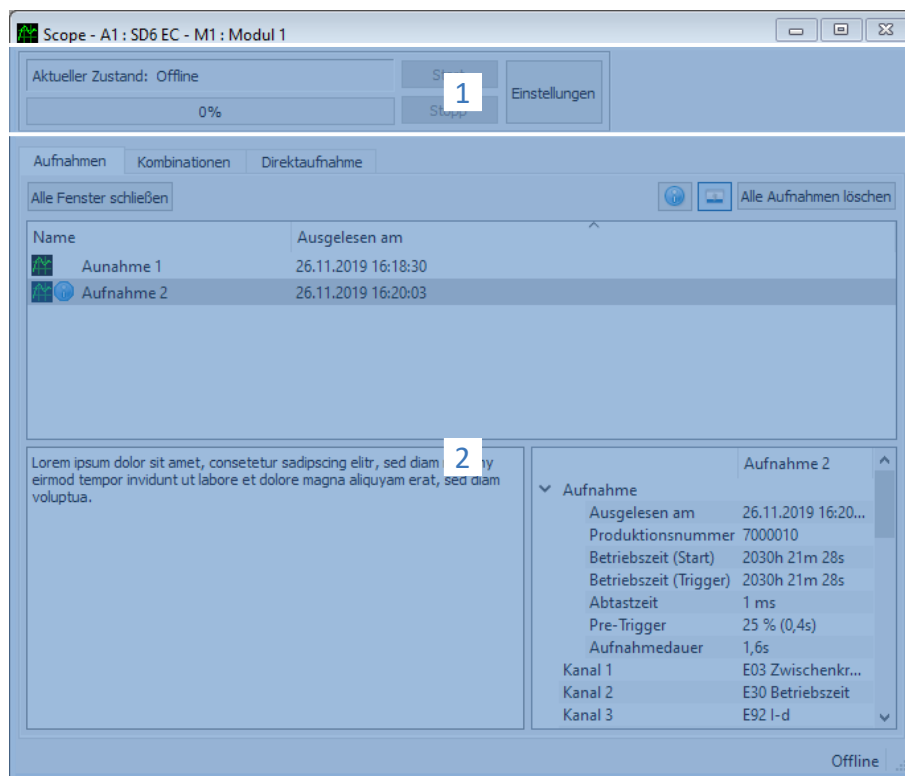 Scope - A1 : SD6 EC - M1 : Modul 1
Aktueller Zustand: Offline
0%
Stopp
Einstellungen
1
Aufnahmen Kombinationen Direktaufnahme
Alle Fenster schließen
Alle Aufnahmen löschen
Name Ausgelesen am
Aunahme 1 26.11.2019 16:18:30
Aufnahme 2 26.11.2019 16:20:03
2
Lorem ipsum dolor sit amet, consetetur sadipscing elitr, sed diam
eirmod tempor invidunt ut labore et dolore magna aliquyam erat, sed diam
voluptua.
Aufnahme 2
Aufnahme
Ausgelesen am 26.11.2019 16:20...
Produktionsnummer 7000010
Betriebszeit (Start) 2030h 21m 28s
Betriebszeit (Trigger) 2030h 21m 28s
Abtastzeit 1 ms
Pre-Trigger 25 % (0,4s)
Aufnahmedauer 1,6s
Kanal 1 E03 Zwischenkr...
Kanal 2 E30 Betriebszeit
Kanal 3 E92 I-d
Offline